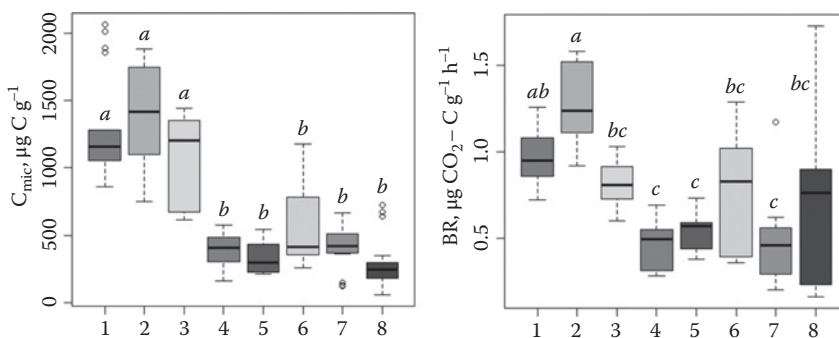 C_mic, µg C g⁻¹
2000
1500
1000
500
0
a
a
a
b
b
b
b
b
1 2 3 4 5 6 7 8
BR, µg CO₂– C g⁻¹ h⁻¹
1.5
1.0
0.5
ab
a
bc
c
c
bc
c
bc
1 2 3 4 5 6 7 8